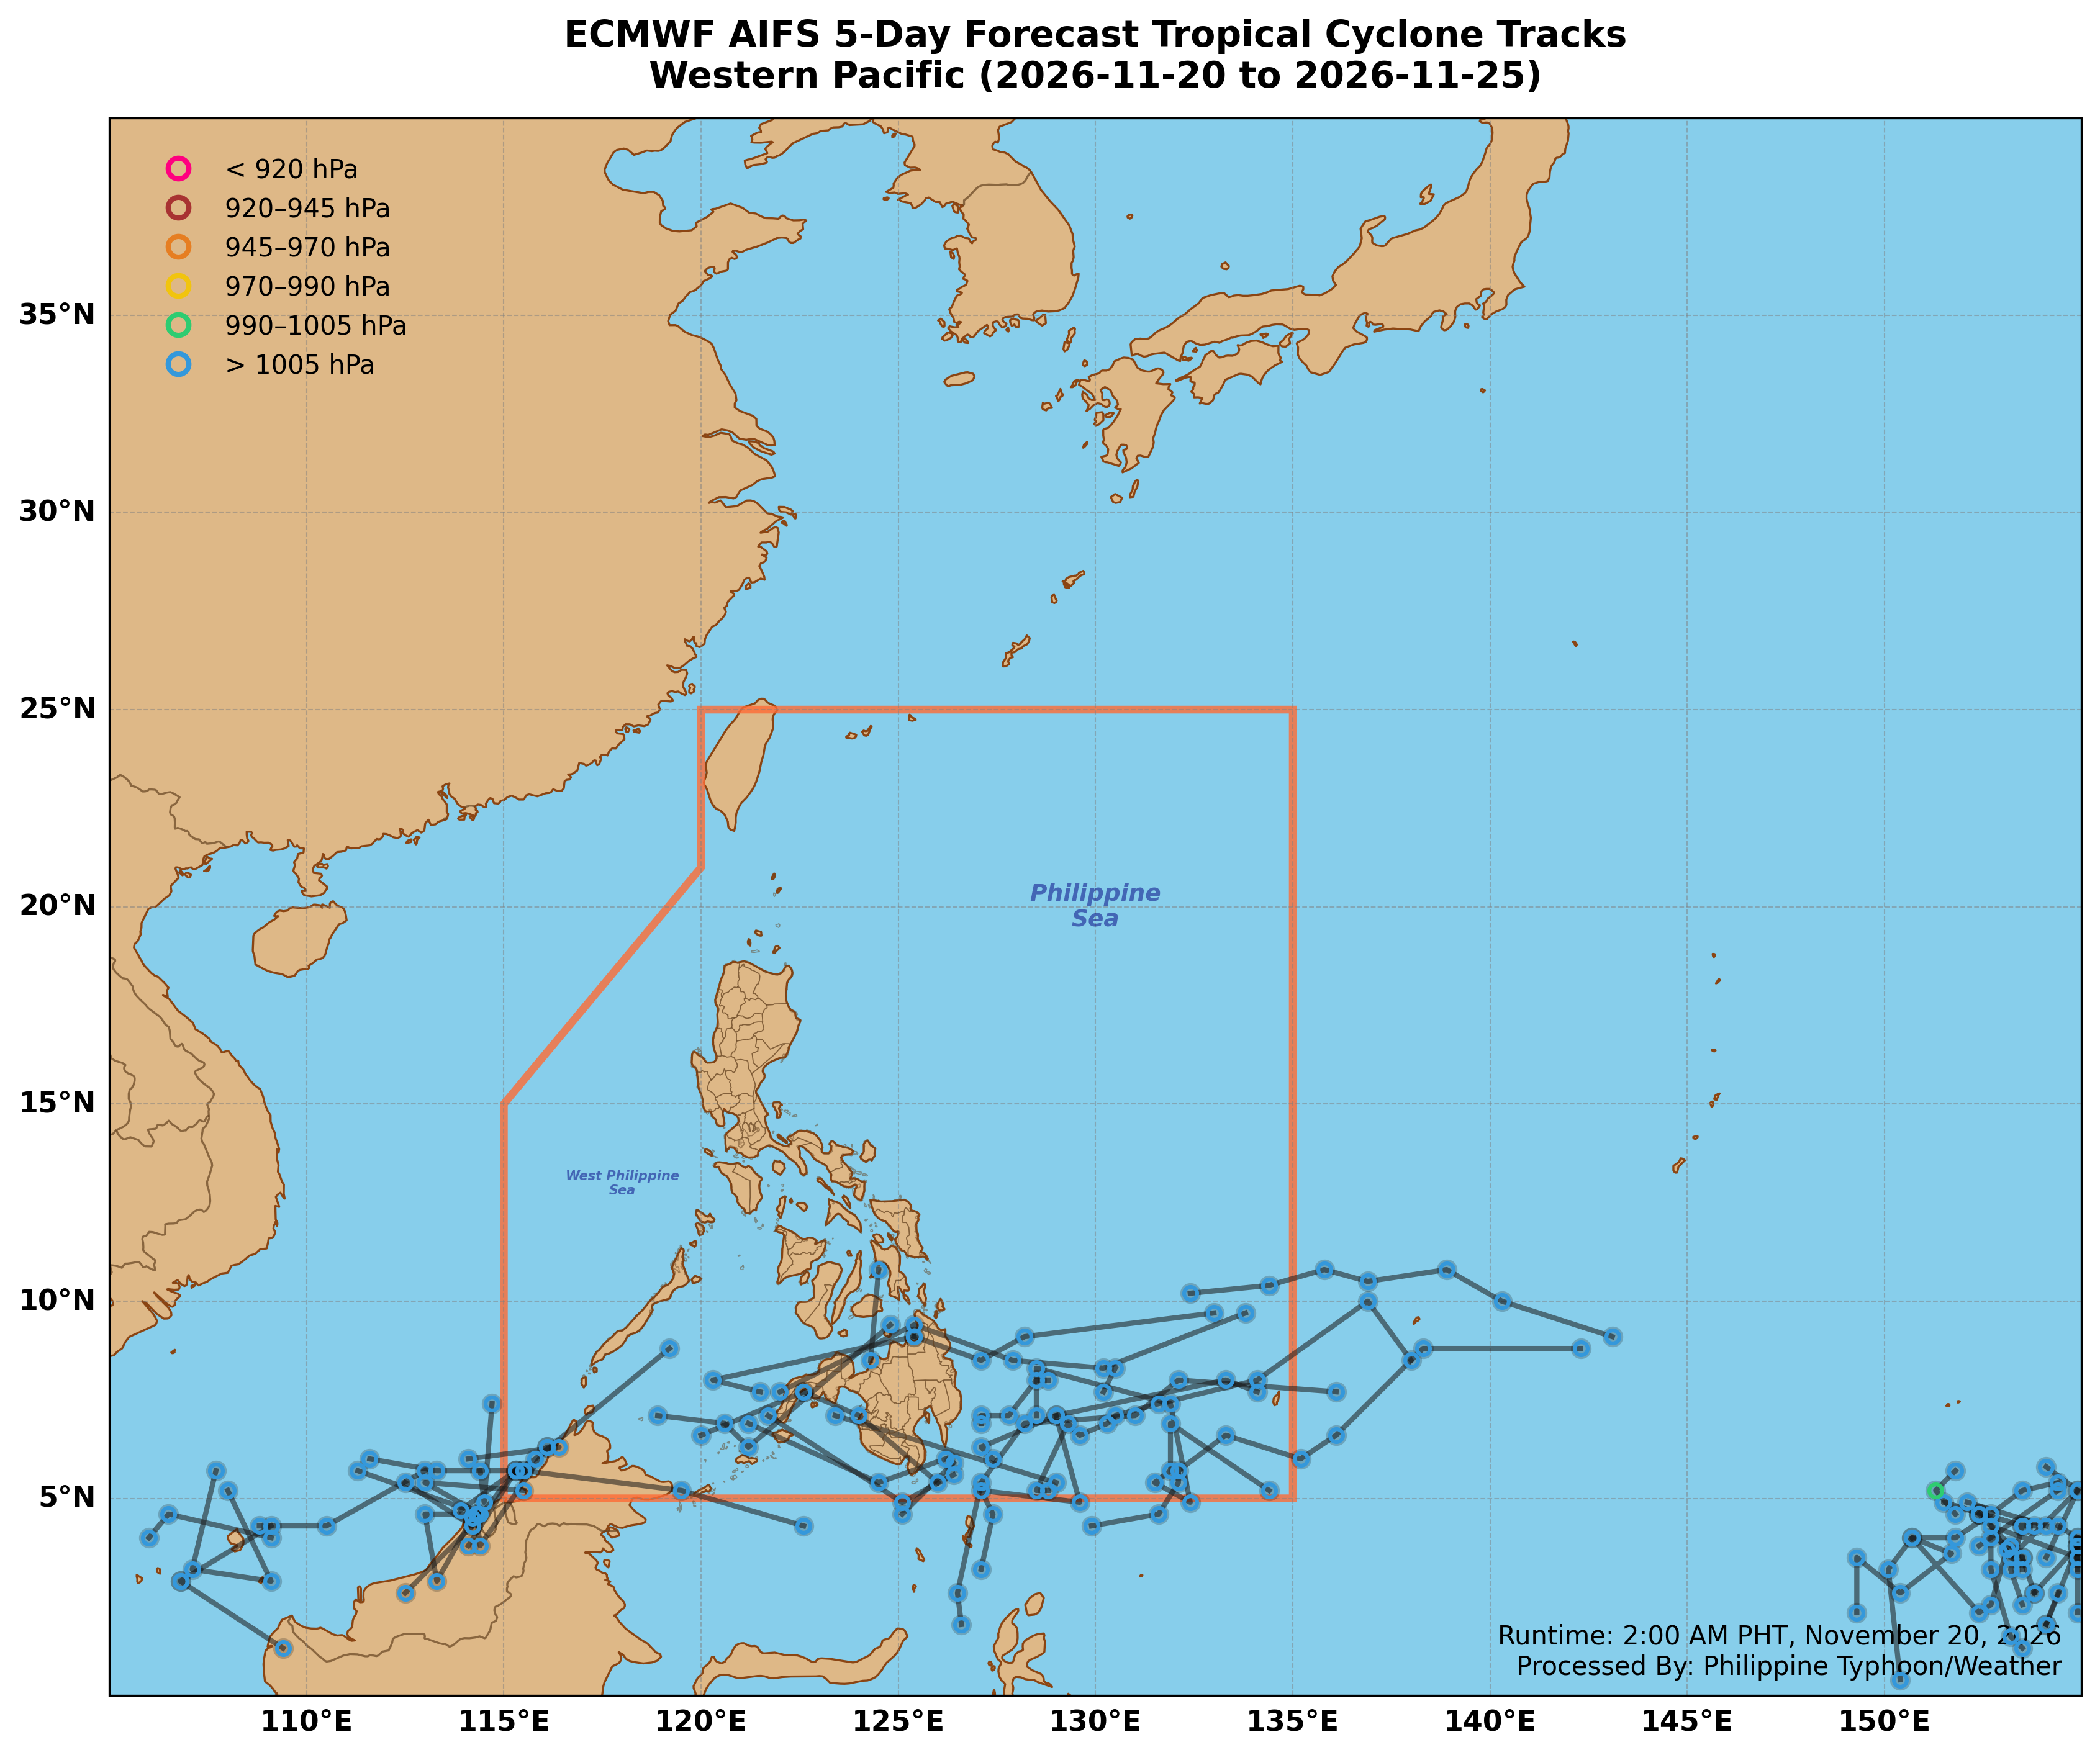 ECMWF AIFS 5-Day Forecast Tropical Cyclone Tracks
Western Pacific (2026-11-20 to 2026-11-25)
< 920 hPa
920–945 hPa
945–970 hPa
970–990 hPa
990–1005 hPa
> 1005 hPa
35°N
30°N
25°N
20°N
15°N
10°N
5°N
Philippine
Sea
West Philippine
Sea
Runtime: 2:00 AM PHT, November 20, 2026
Processed By: Philippine Typhoon/Weather
110°E
115°E
120°E
125°E
130°E
135°E
140°E
145°E
150°E